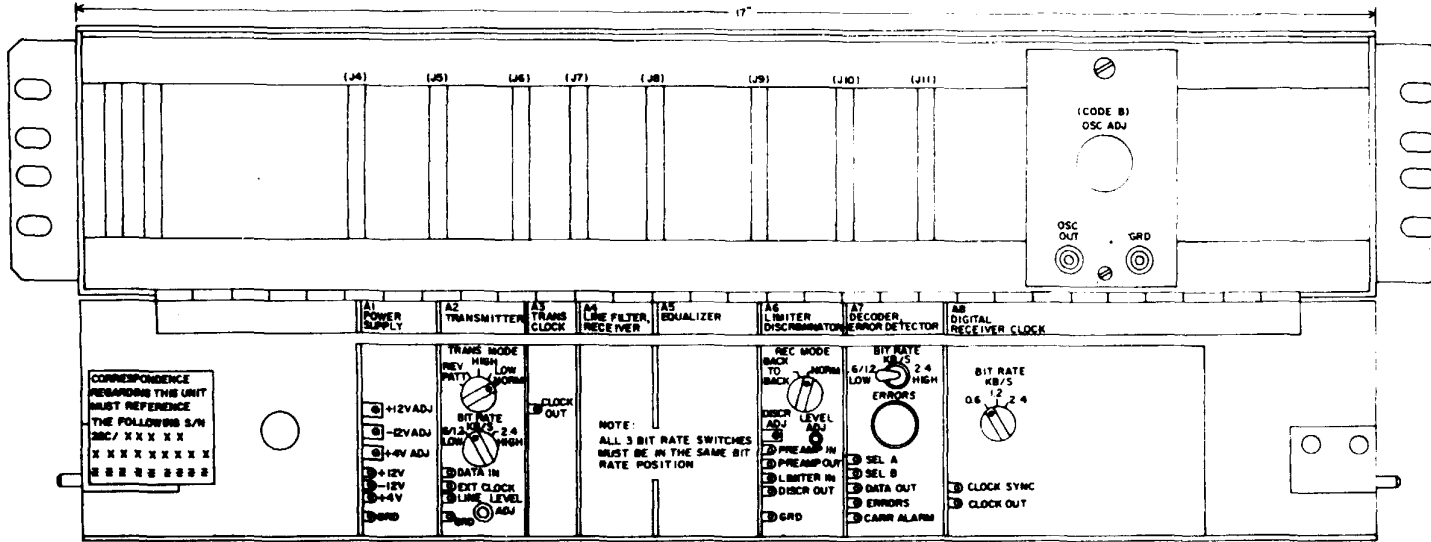 17"
(J4) (J5) (J6) (J7) (J8) (J9) (J10) (J11)
(CODE B)
OSC ADJ
OSC
OUT
GRD
A1
POWER
SUPPLY
A2
TRANSMITTER
A3
TRANS
CLOCK
A4
LINE FILTER,
RECEIVER
A5
EQUALIZER
A6
LIMITER
DISCRIMINATOR
A7
DECODER,
ERROR DETECTOR
A8
DIGITAL
RECEIVER CLOCK
CORRESPONDENCE
REGARDING THIS UNIT
MUST REFERENCE
THE FOLLOWING S/N
28C/ X X X X X
X X X X X X X X X X
+12V ADJ
-12V ADJ
+4V ADJ
+12V
-12V
+4V
GRD
TRANS MODE
HIGH
REV
PATT
LOW
NORM
BIT RATE
KB/S
6/1.2
LOW
2.4
HIGH
DATA IN
EXT CLOCK
LINE LEVEL
ADJ
GRD
CLOCK
OUT
NOTE:
ALL 3 BIT RATE SWITCHES
MUST BE IN THE SAME BIT
RATE POSITION
REC MODE
BACK
TO
BACK
NORM
DISCR
ADJ
LEVEL
ADJ
PREAMP IN
PREAMP OUT
LIMITER IN
DISCR OUT
GRD
BIT RATE
KB/S
6/1.2
LOW
2.4
HIGH
ERRORS
SEL A
SEL B
DATA OUT
ERRORS
CARR ALARM
BIT RATE
KB/S
0.6
1.2
2.4
CLOCK SYNC
CLOCK OUT